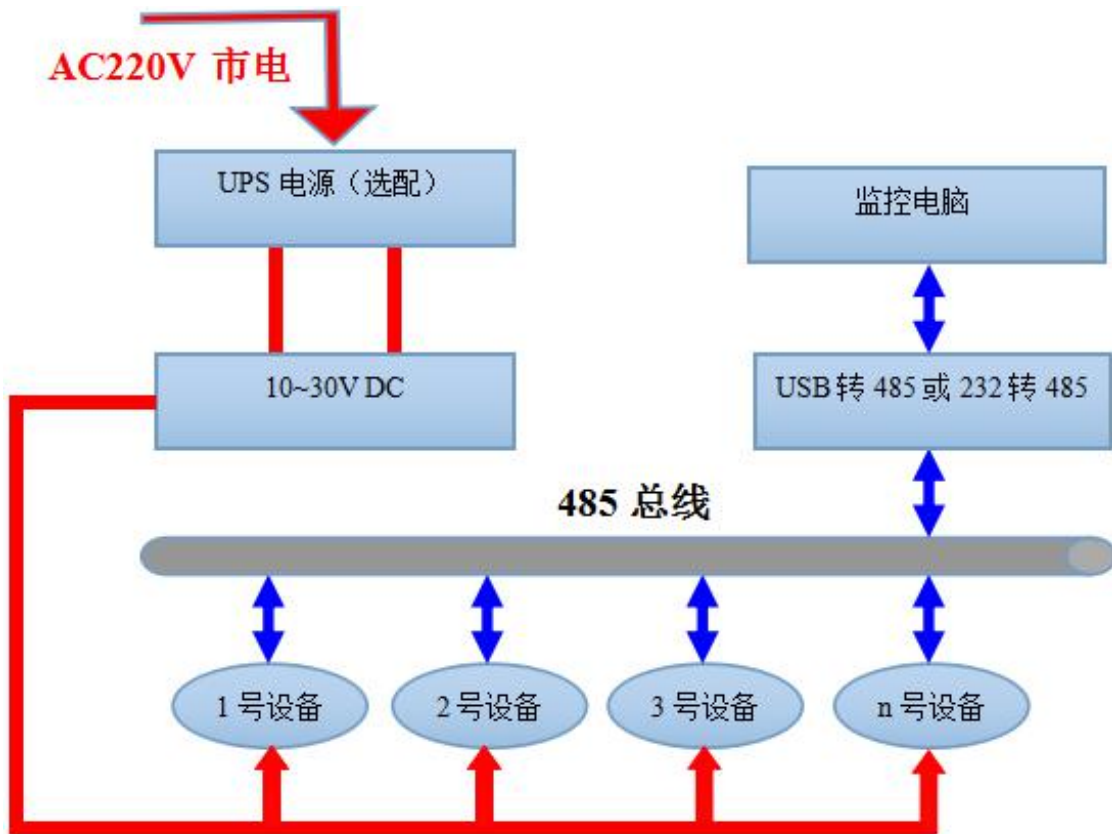 AC220V 市电
UPS 电源（选配）
监控电脑
10~30V DC
USB 转 485 或 232 转 485
485 总线
1 号设备
2 号设备
3 号设备
n 号设备